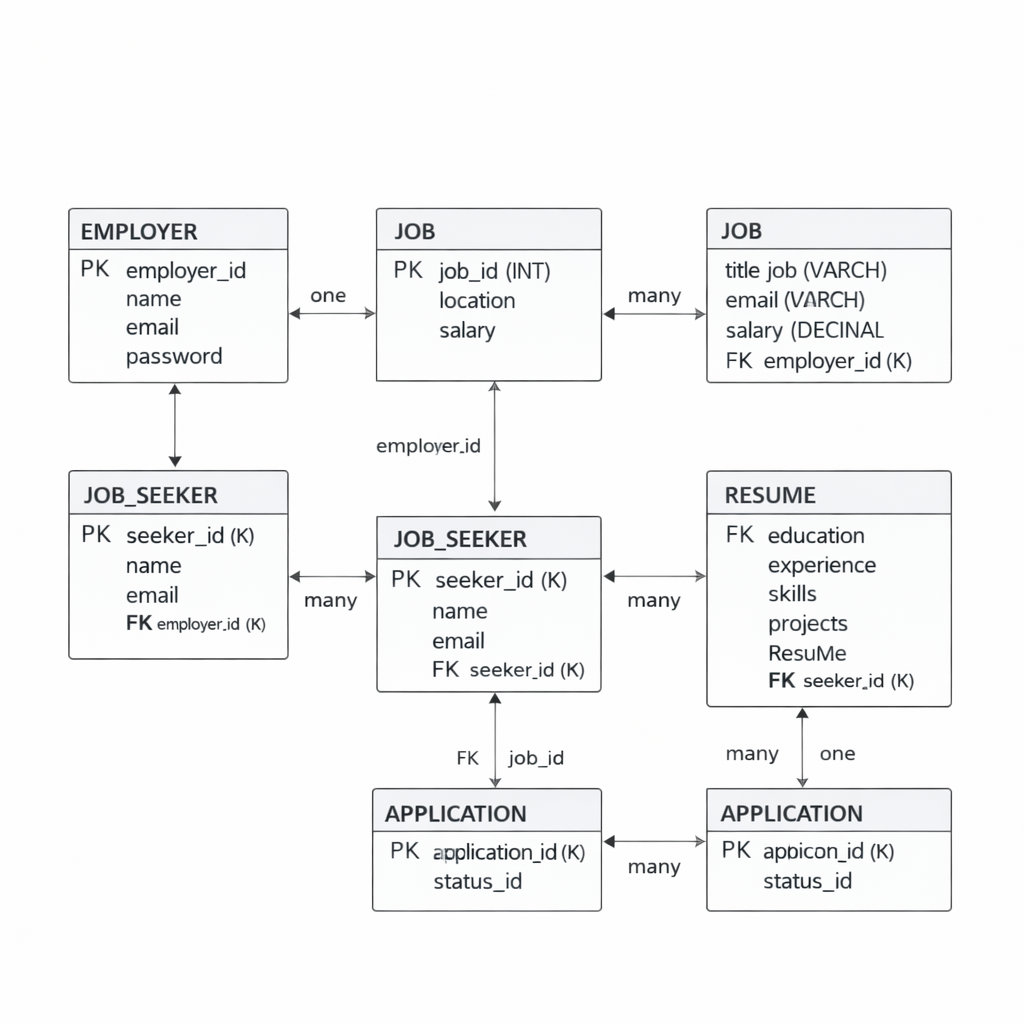 EMPLOYER
PK employer_id
name
email
password
one
JOB
PK job_id (INT)
location
salary
many
JOB
title job (VARCH)
email (VARCH)
salary (DECINAL
FK employer_id (K)
employer_id
JOB_SEEKER
PK seeker_id (K)
name
email
FK employer_id (K)
many
JOB_SEEKER
PK seeker_id (K)
name
email
FK seeker_id (K)
many
RESUME
FK education
experience
skills
projects
ResuMe
FK seeker_id (K)
FK job_id
many one
APPLICATION
PK application_id (K)
status_id
many
APPLICATION
PK appicon_id (K)
status_id